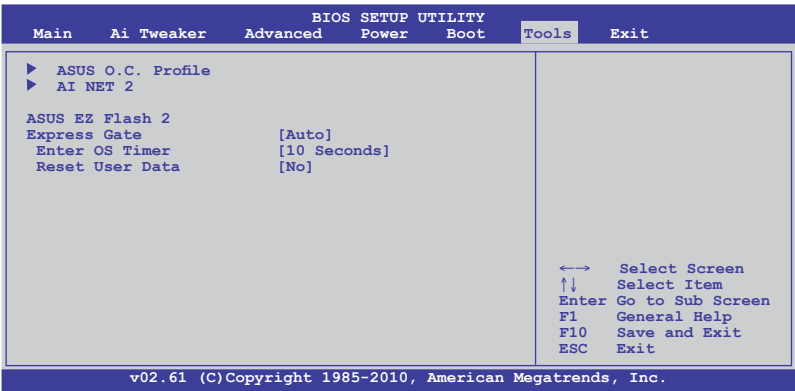 BIOS SETUP UTILITY
Main Ai Tweaker Advanced Power Boot Tools Exit
ASUS O.C. Profile
AI NET 2
ASUS EZ Flash 2
Express Gate [Auto]
Enter OS Timer [10 Seconds]
Reset User Data [No]
←→ Select Screen
↑↓ Select Item
Enter Go to Sub Screen
F1 General Help
F10 Save and Exit
ESC Exit
v02.61 (C)Copyright 1985-2010, American Megatrends, Inc.